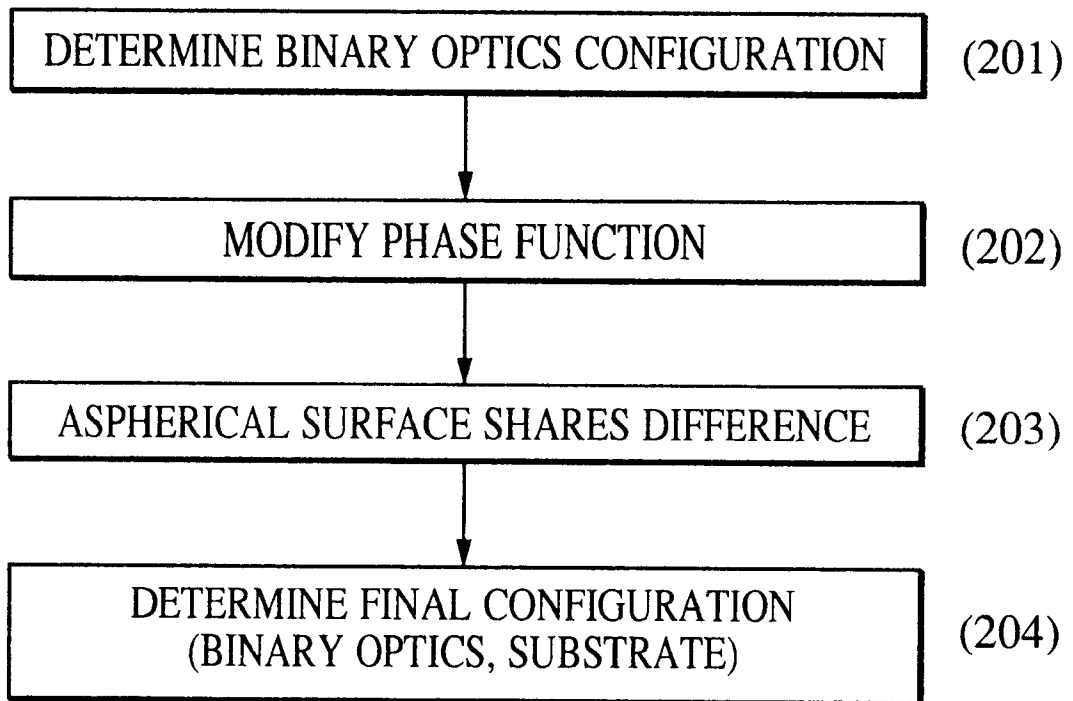 DETERMINE BINARY OPTICS CONFIGURATION (201)
MODIFY PHASE FUNCTION (202)
ASPHERICAL SURFACE SHARES DIFFERENCE (203)
DETERMINE FINAL CONFIGURATION
(BINARY OPTICS, SUBSTRATE) (204)